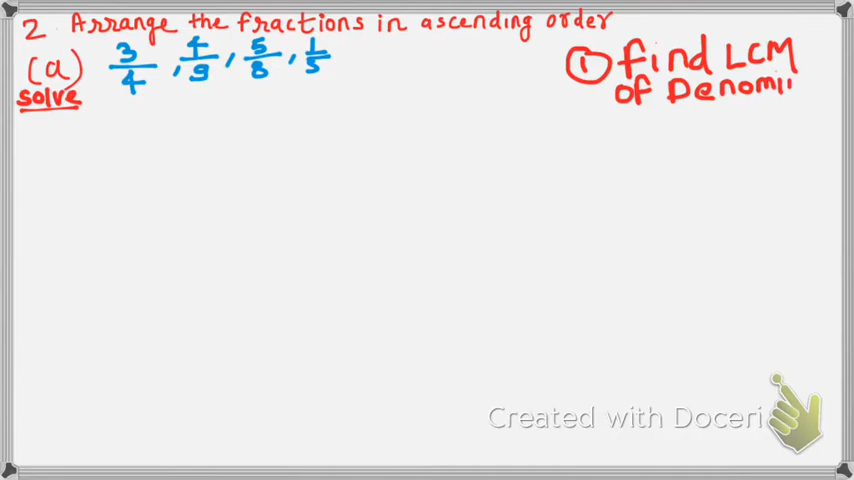 2 Arrange the fractions in ascending order
(a) 3/4, 4/9, 5/8, 1/5
solve
① find LCM
of Denomi
Created with Doceri